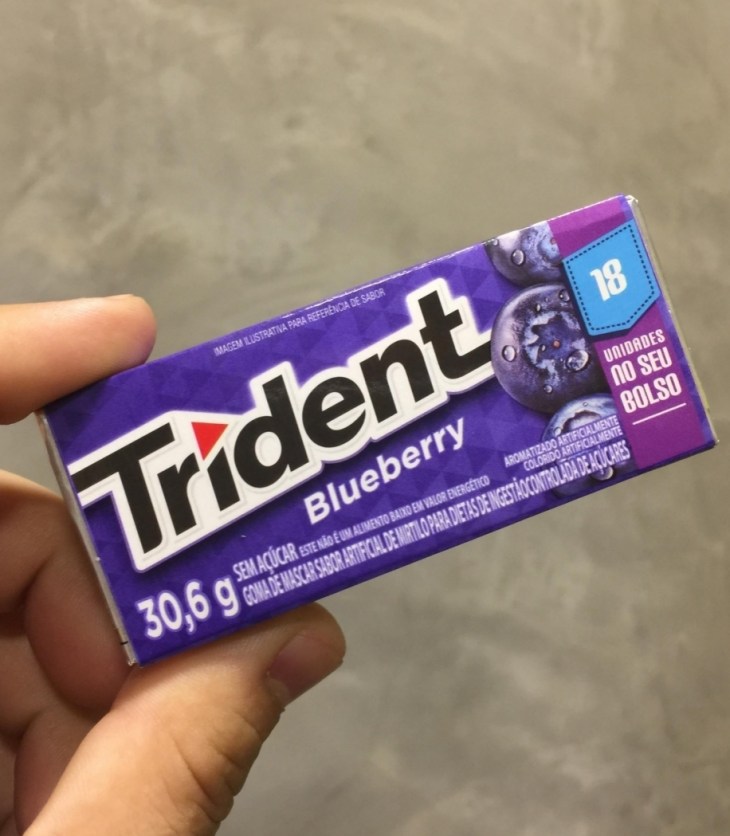 IMAGEM ILUSTRATIVA PARA REFERÊNCIA DE SABOR
Trident
Blueberry
18
UNIDADES
NO SEU
BOLSO
AROMATIZADO ARTIFICIALMENTE
COLORIDO ARTIFICIALMENTE
30,6 g
SEM AÇÚCAR ESTE NÃO É UM ALIMENTO BAIXO EM VALOR ENERGÉTICO
GOMA DE MASCAR SABOR ARTIFICIAL DE MIRTILO PARA DIETAS DE INGESTÃO CONTROLADA DE AÇÚCARES